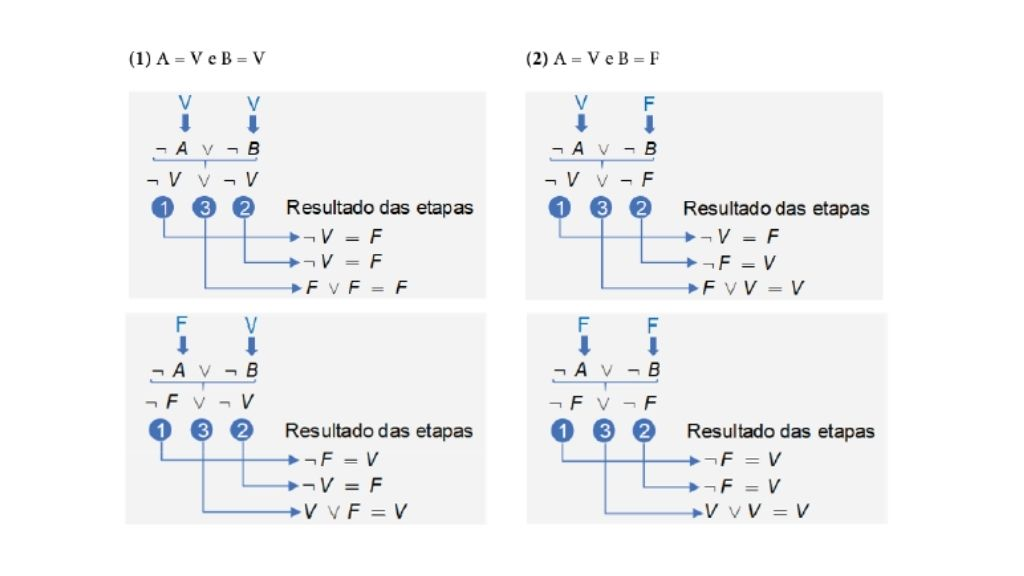 (1) A = V e B = V
V V
¬ A ∨ ¬ B
¬ V ∨ ¬ V
1 3 2 Resultado das etapas
¬ V = F
¬ V = F
F ∨ F = F
(2) A = V e B = F
V F
¬ A ∨ ¬ B
¬ V ∨ ¬ F
1 3 2 Resultado das etapas
¬ V = F
¬ F = V
F ∨ V = V
F V
¬ A ∨ ¬ B
¬ F ∨ ¬ V
1 3 2 Resultado das etapas
¬ F = V
¬ V = F
V ∨ F = V
F F
¬ A ∨ ¬ B
¬ F ∨ ¬ F
1 3 2 Resultado das etapas
¬ F = V
¬ F = V
V ∨ V = V